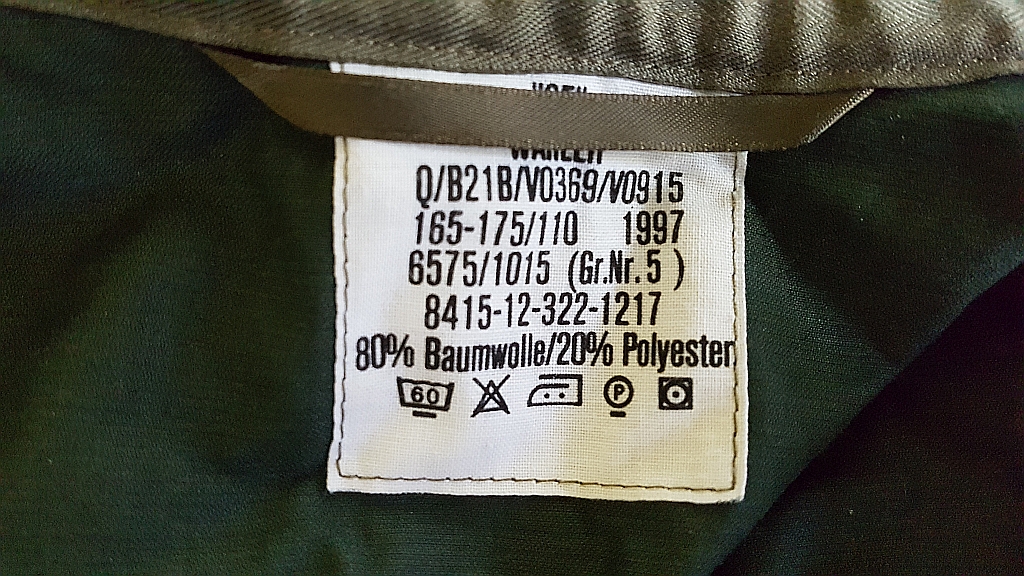 Q/B21B/V0369/V0915
165-175/110 1997
6575/1015 (Gr.Nr. 5 )
8415-12-322-1217
80% Baumwolle/20% Polyester
60 P